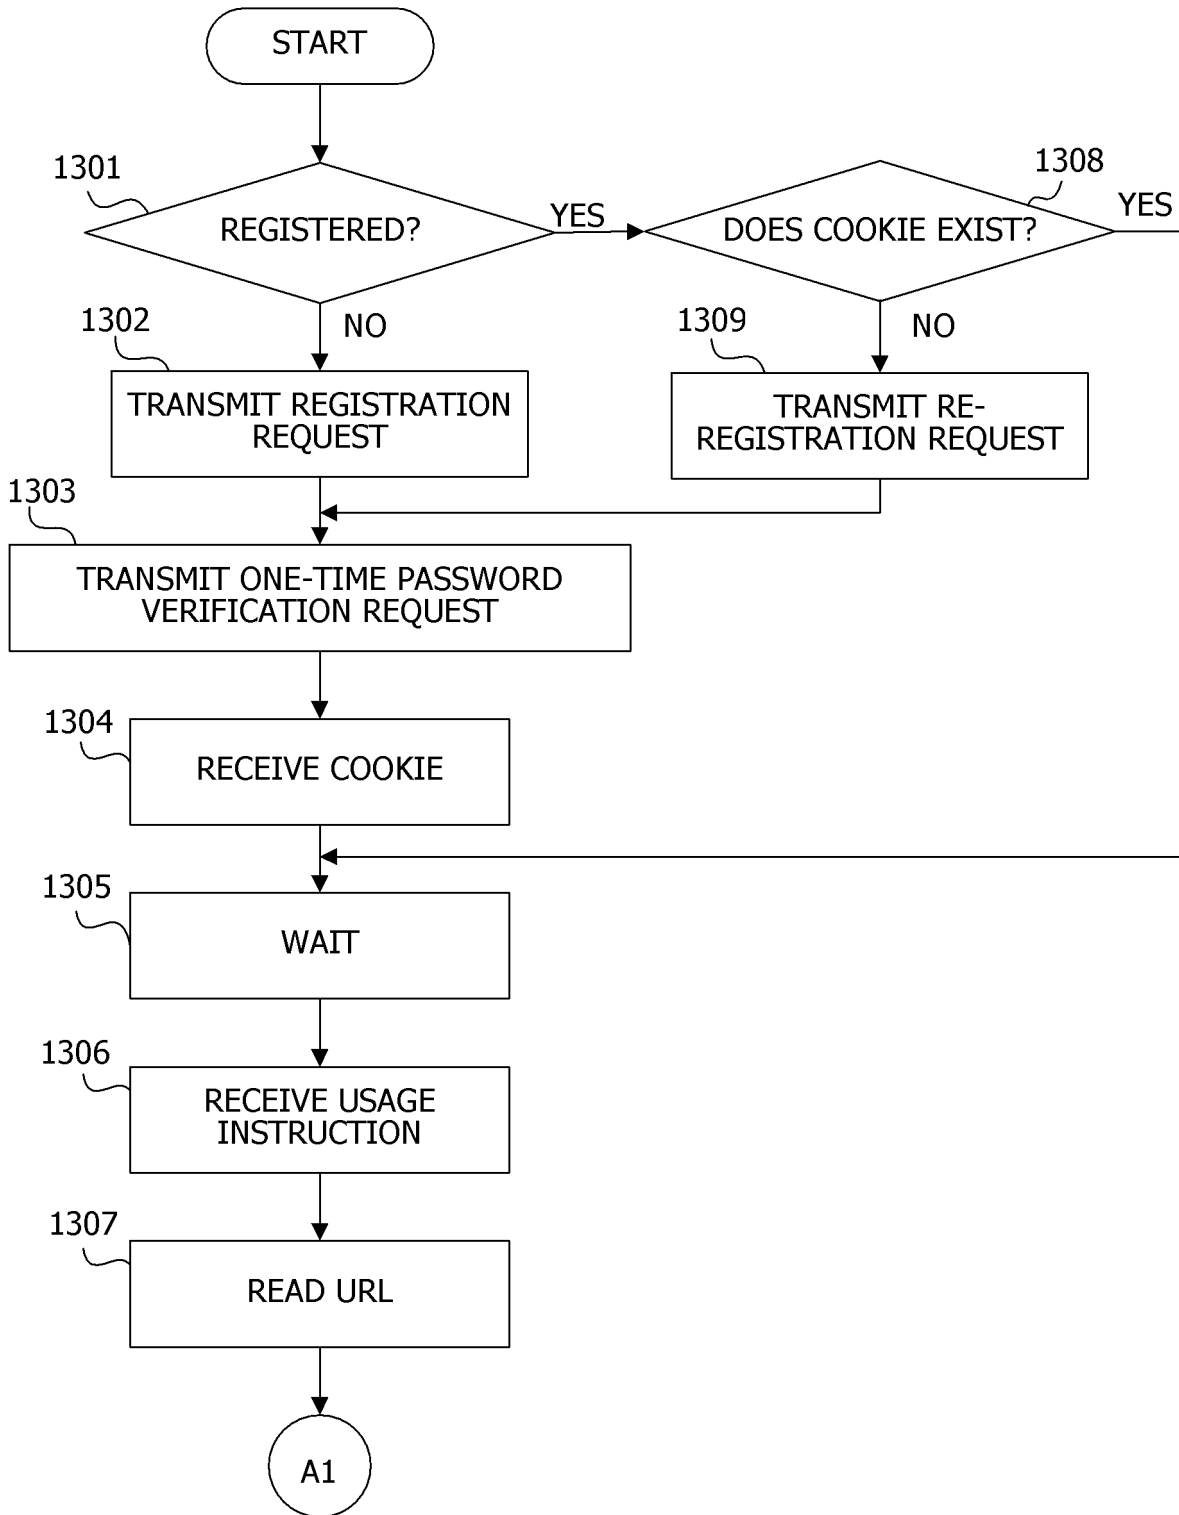 START
1301
REGISTERED?
YES
1308
DOES COOKIE EXIST?
YES
1302
NO
TRANSMIT REGISTRATION
REQUEST
1309
NO
TRANSMIT RE-
REGISTRATION REQUEST
1303
TRANSMIT ONE-TIME PASSWORD
VERIFICATION REQUEST
1304
RECEIVE COOKIE
1305
WAIT
1306
RECEIVE USAGE
INSTRUCTION
1307
READ URL
A1